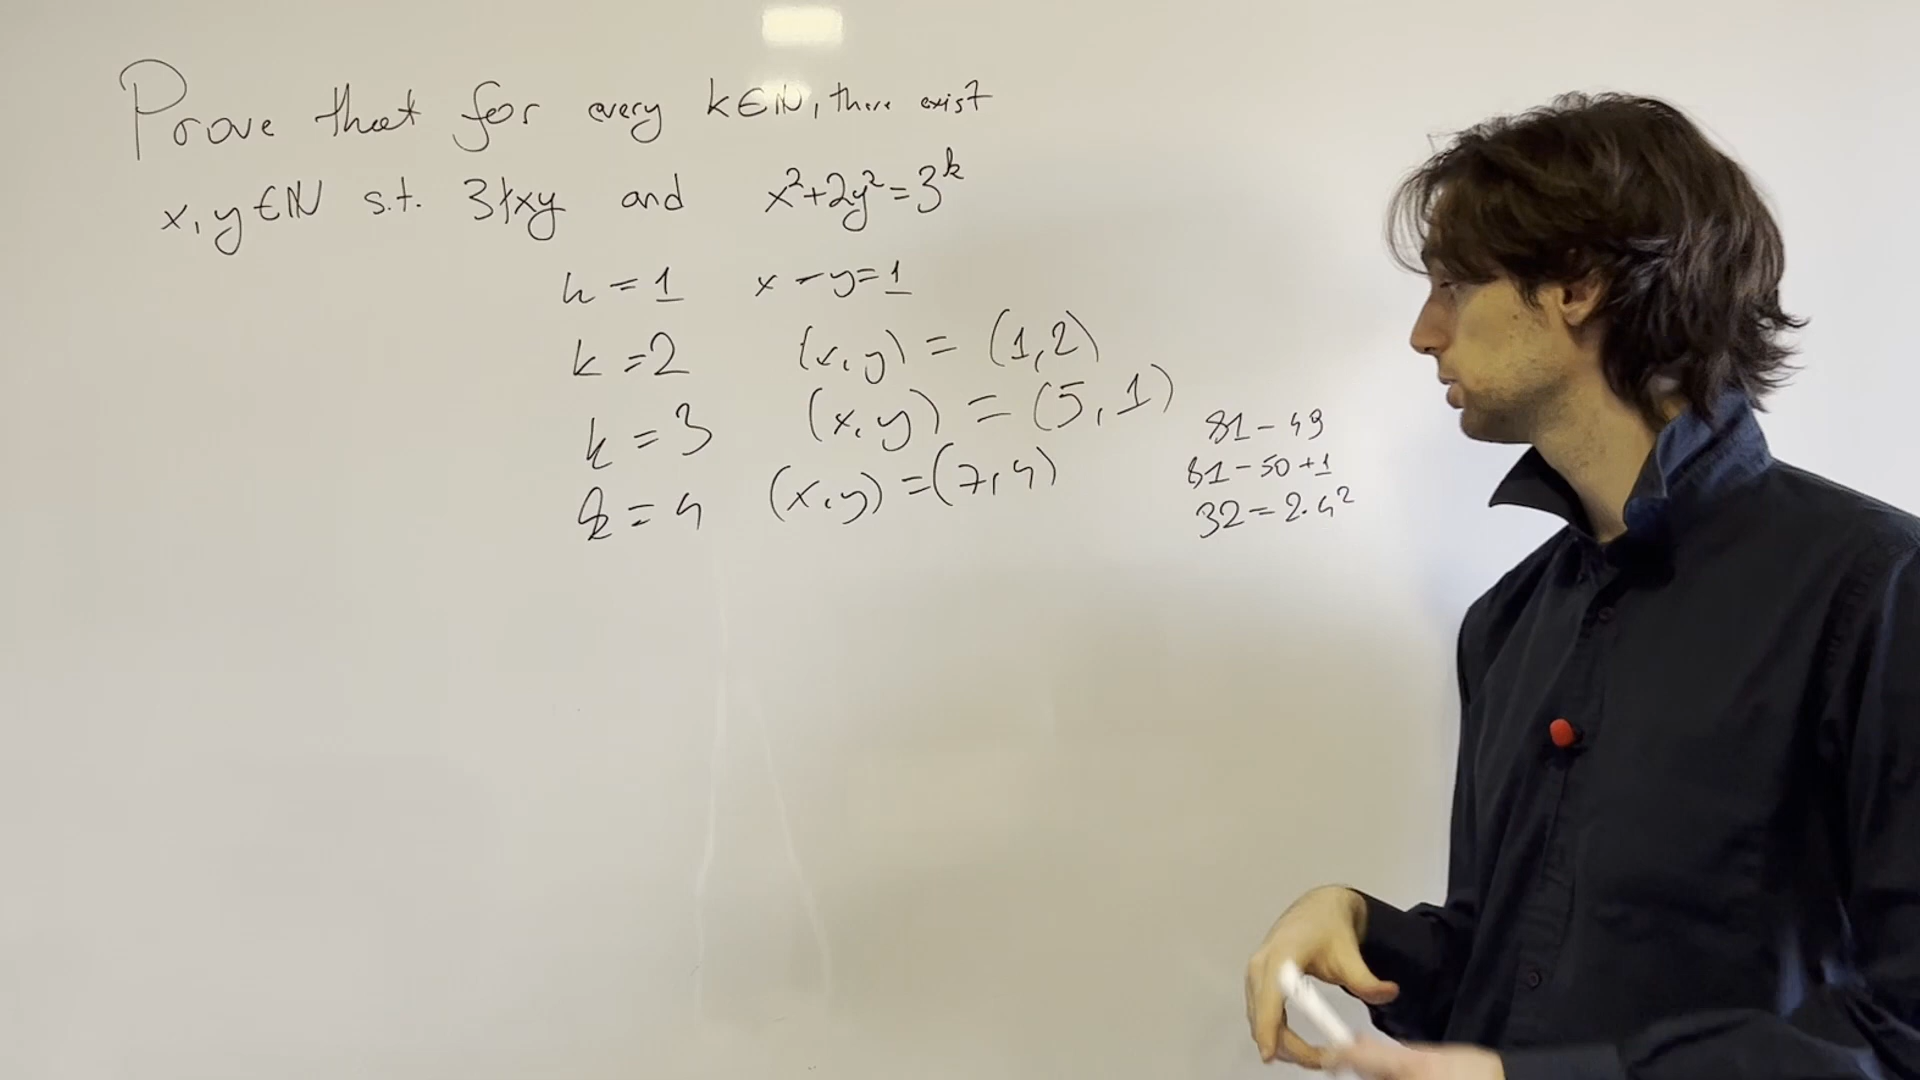 Prove that for every k∈ℕ, there exist
x, y ∈ ℕ s.t. 3∤xy and x²+2y²=3ᵏ
k = 1 x = y = 1
k = 2 (x, y) = (1, 2)
k = 3 (x, y) = (5, 1)
k = 4 (x, y) = (7, 4)
81 - 49
81 - 50 + 1
32 = 2·4²